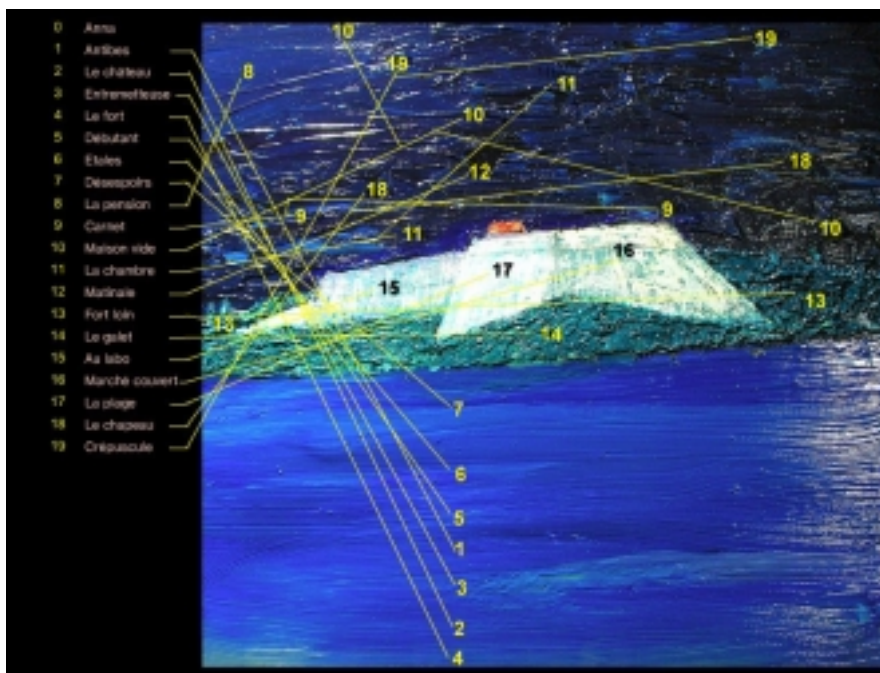 0 Anna
1 Antibes
2 Le château
3 Entremetteuse
4 Le fort
5 Débutant
6 Etales
7 Désespoirs
8 La pension
9 Carnet
10 Maison vide
11 La chambre
12 Matinale
13 Fort loin
14 Le galet
15 Au labo
16 Marché couvert
17 La plage
18 Le chapeau
19 Crépuscule
10
19
19
8
11
10
12
18
18
9
9
11
10
16
17
15
13
13
14
7
6
5
1
3
2
4